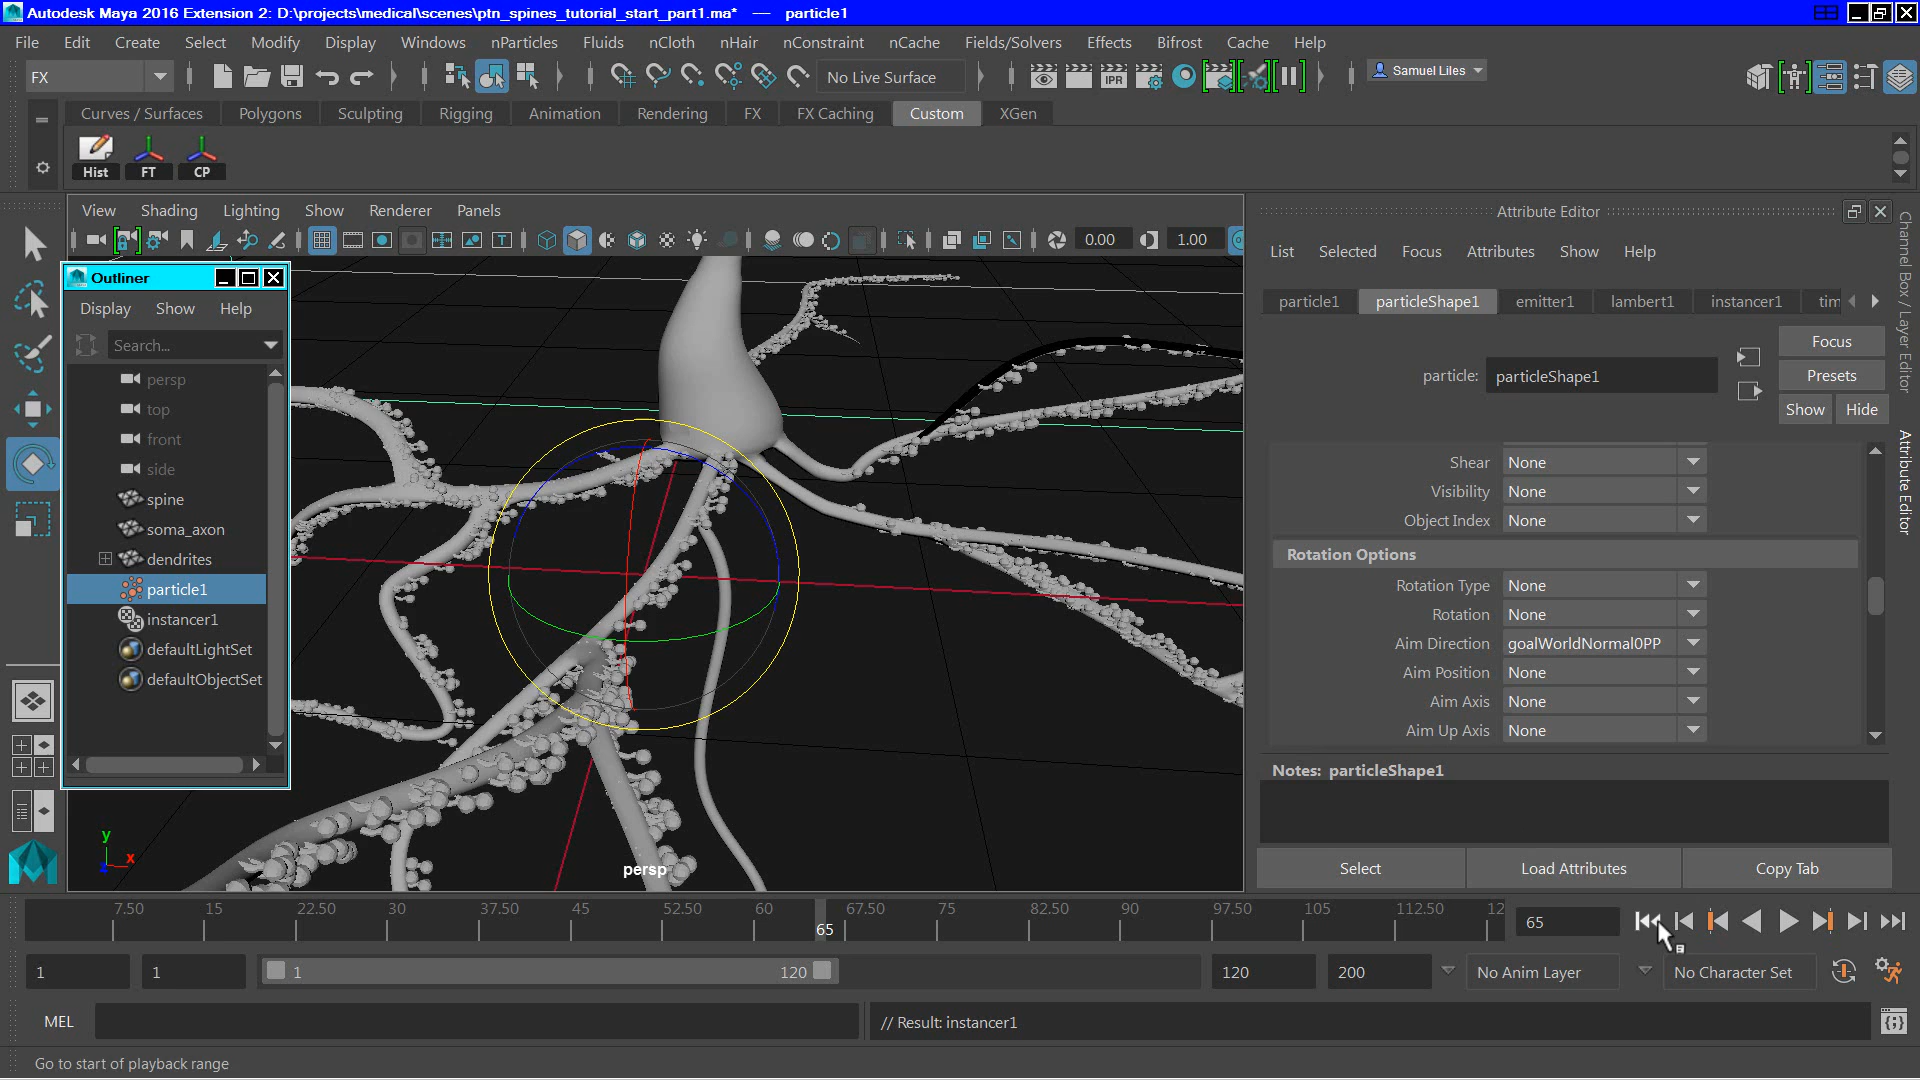 Autodesk Maya 2016 Extension 2: D:\projects\medical\scenes\ptn_spines_tutorial_start_part1.ma* --- particle1
File Edit Create Select Modify Display Windows nParticles Fluids nCloth nHair nConstraint nCache Fields/Solvers Effects Bifrost Cache Help
FX No Live Surface IPR Samuel Liles
Curves / Surfaces Polygons Sculpting Rigging Animation Rendering FX FX Caching Custom XGen
Hist FT CP
View Shading Lighting Show Renderer Panels
0.00 1.00
Attribute Editor
List Selected Focus Attributes Show Help
Channel Box / Layer Editor
Attribute Editor
Outliner
Display Show Help
Search...
persp
top
front
side
spine
soma_axon
dendrites
particle1
instancer1
defaultLightSet
defaultObjectSet
particle1 particleShape1 emitter1 lambert1 instancer1 tim
particle: particleShape1
Focus
Presets
Show Hide
Shear None
Visibility None
Object Index None
Rotation Options
Rotation Type None
Rotation None
Aim Direction goalWorldNormal0PP
Aim Position None
Aim Axis None
Aim Up Axis None
Notes: particleShape1
Select Load Attributes Copy Tab
y
x
persp
7.50 15 22.50 30 37.50 45 52.50 60 67.50 75 82.50 90 97.50 105 112.50 12
65
65
1 1 1 120 120 200 No Anim Layer No Character Set
MEL // Result: instancer1
Go to start of playback range